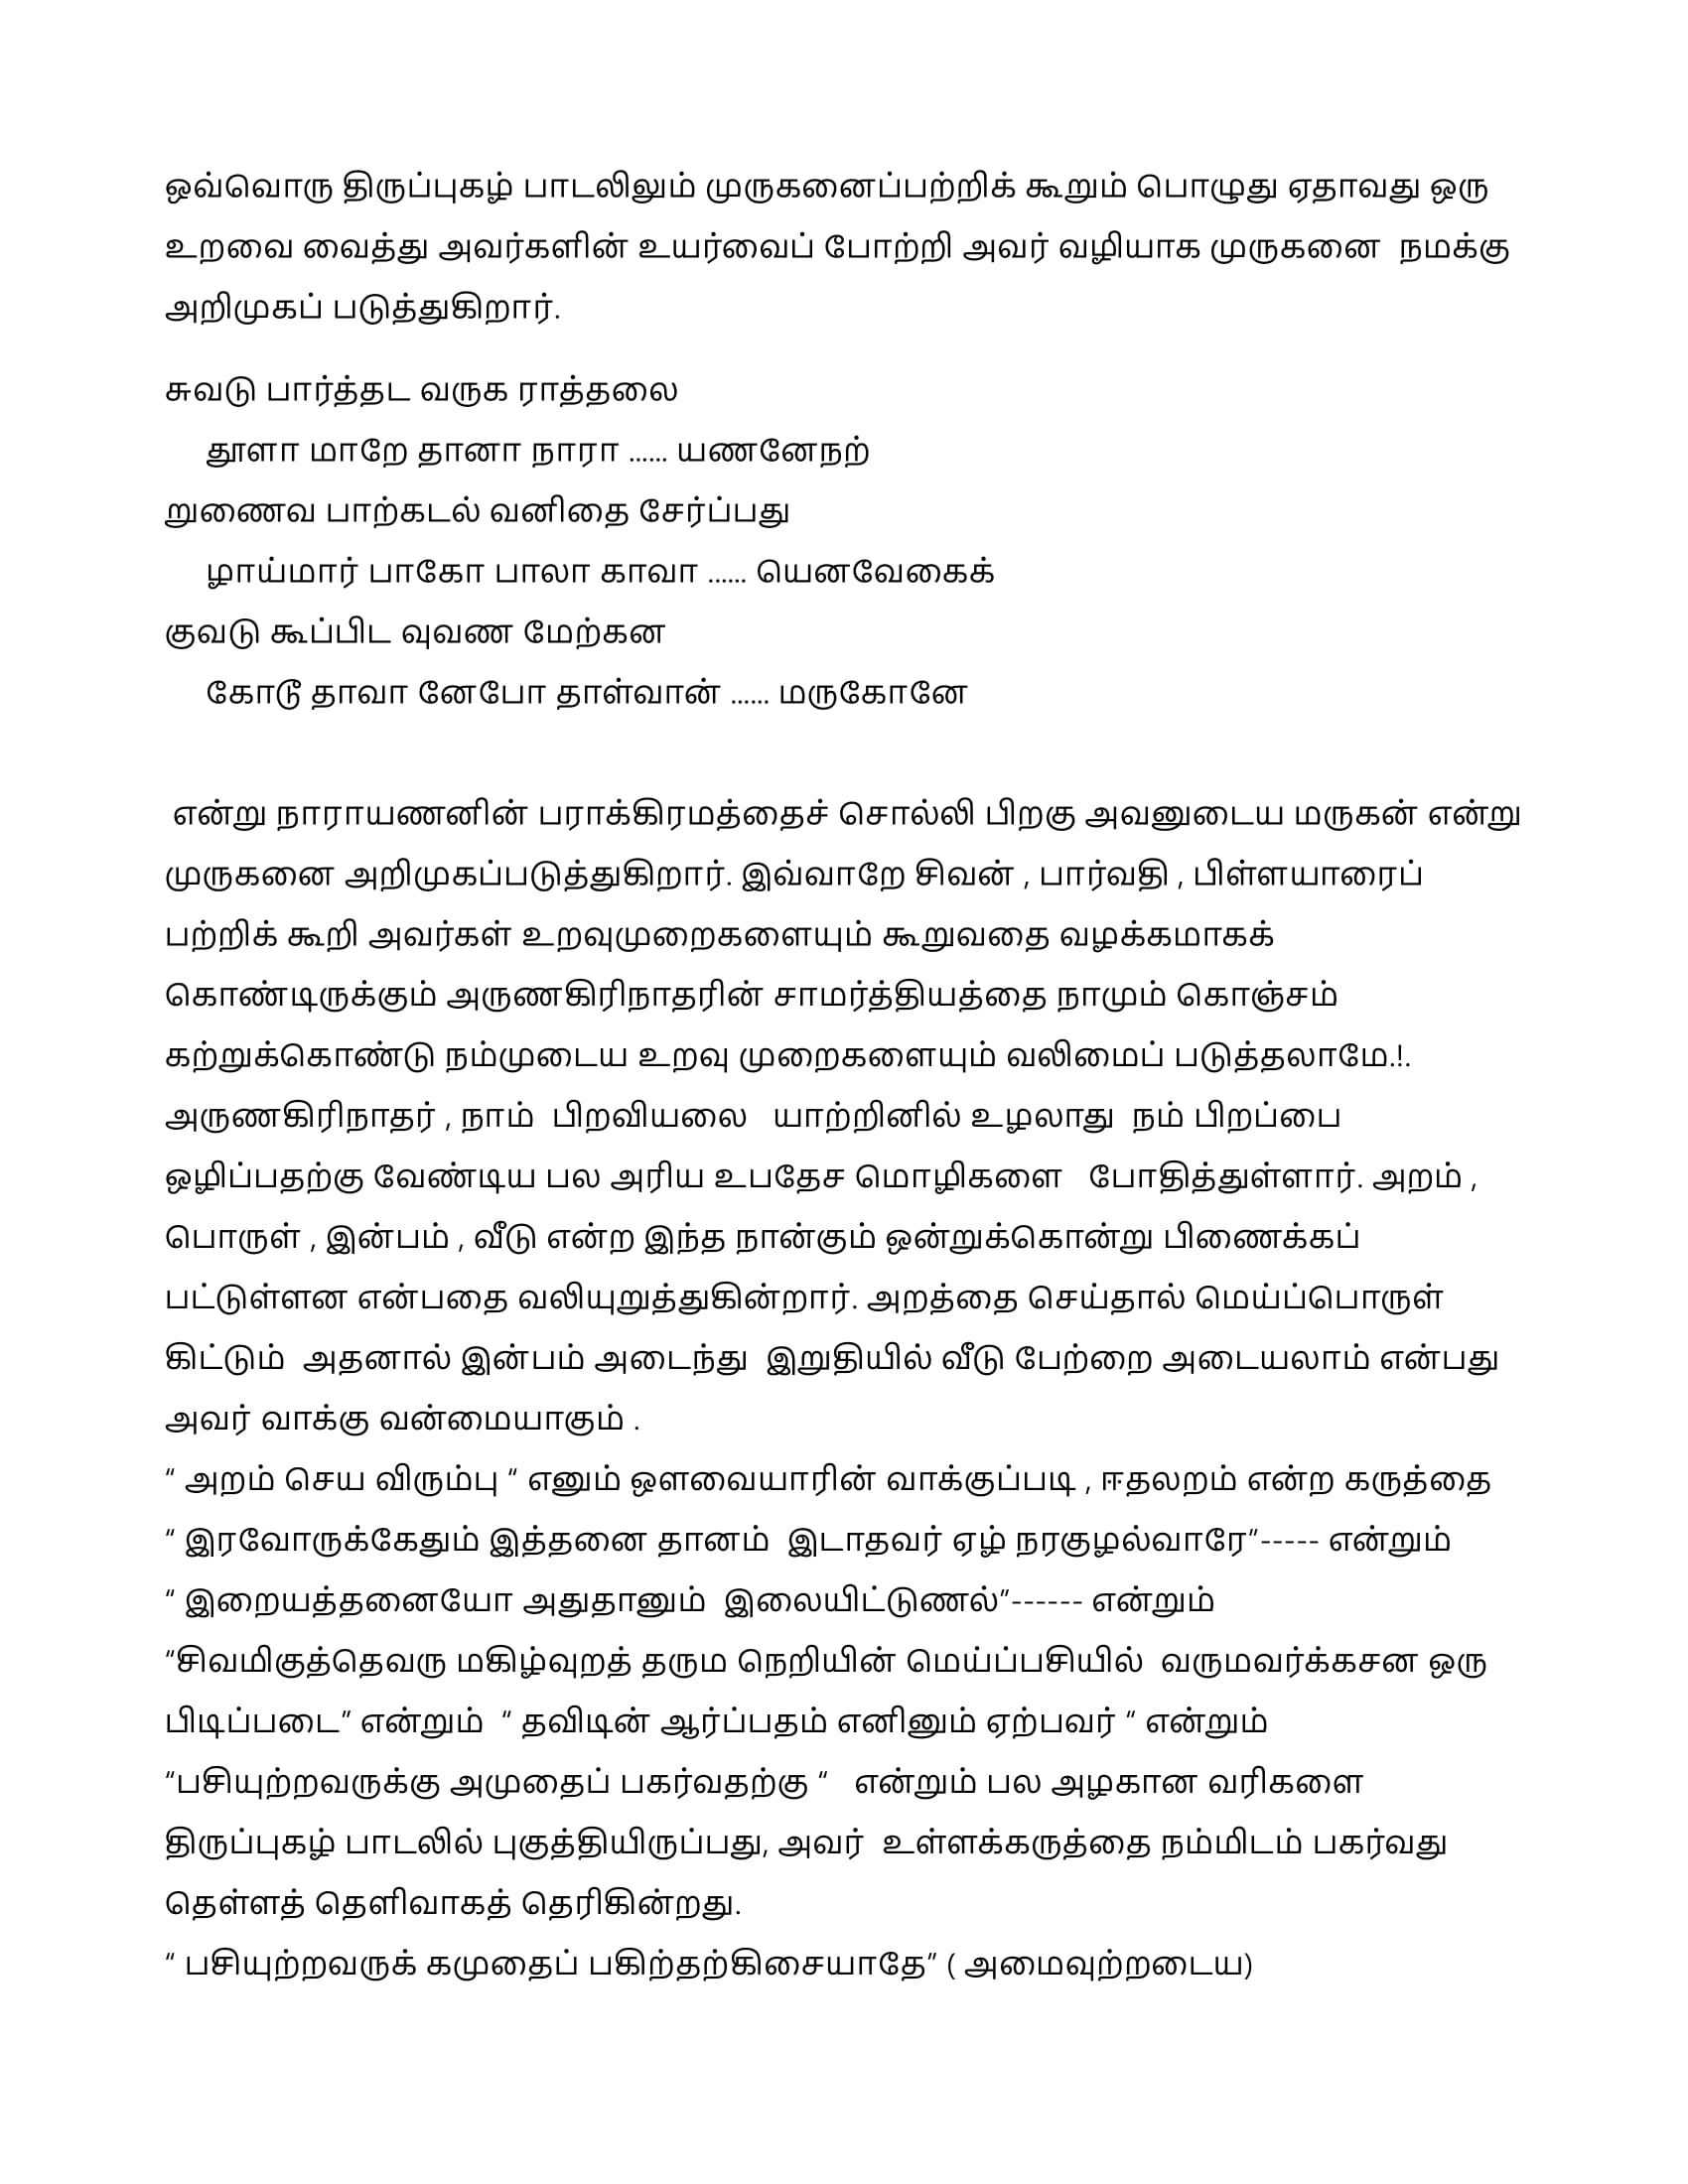 ஒவ்வொரு திருப்புகழ் பாடலிலும் முருகனைப்பற்றிக் கூறும் பொழுது ஏதாவது ஒரு
உறவை வைத்து அவர்களின் உயர்வைப் போற்றி அவர் வழியாக முருகனை  நமக்கு
அறிமுகப் படுத்துகிறார்.
சுவடு பார்த்தட வருக ராத்தலை
தூளா மாறே தானா நாரா ...... யணனேநற்
றுணைவ பாற்கடல் வனிதை சேர்ப்பது
ழாய்மார் பாகோ பாலா காவா ...... யெனவேகைக்
குவடு கூப்பிட வுவண மேற்கன
கோடூ தாவா னேபோ தாள்வான் ...... மருகோனே
என்று நாராயணனின் பராக்கிரமத்தைச் சொல்லி பிறகு அவனுடைய மருகன் என்று
முருகனை அறிமுகப்படுத்துகிறார். இவ்வாறே சிவன் , பார்வதி , பிள்ளயாரைப்
பற்றிக் கூறி அவர்கள் உறவுமுறைகளையும் கூறுவதை வழக்கமாகக்
கொண்டிருக்கும் அருணகிரிநாதரின் சாமர்த்தியத்தை நாமும் கொஞ்சம்
கற்றுக்கொண்டு நம்முடைய உறவு முறைகளையும் வலிமைப் படுத்தலாமே.!.
அருணகிரிநாதர் , நாம்  பிறவியலை   யாற்றினில் உழலாது  நம் பிறப்பை
ஒழிப்பதற்கு வேண்டிய பல அரிய உபதேச மொழிகளை   போதித்துள்ளார். அறம் ,
பொருள் , இன்பம் , வீடு என்ற இந்த நான்கும் ஒன்றுக்கொன்று பிணைக்கப்
பட்டுள்ளன என்பதை வலியுறுத்துகின்றார். அறத்தை செய்தால் மெய்ப்பொருள்
கிட்டும்  அதனால் இன்பம் அடைந்து  இறுதியில் வீடு பேற்றை அடையலாம் என்பது
அவர் வாக்கு வன்மையாகும் .
“ அறம் செய விரும்பு “ எனும் ஔவையாரின் வாக்குப்படி , ஈதலறம் என்ற கருத்தை
“ இரவோருக்கேதும் இத்தனை தானம்  இடாதவர் ஏழ் நரகுழல்வாரே”----- என்றும்
“ இறையத்தனையோ அதுதானும்  இலையிட்டுணல்”------ என்றும்
“சிவமிகுத்தெவரு மகிழ்வுறத் தரும நெறியின் மெய்ப்பசியில்  வருமவர்க்கசன ஒரு
பிடிப்படை” என்றும்  “ தவிடின் ஆர்ப்பதம் எனினும் ஏற்பவர் “ என்றும்
“பசியுற்றவருக்கு அமுதைப் பகர்வதற்கு “   என்றும் பல அழகான வரிகளை
திருப்புகழ் பாடலில் புகுத்தியிருப்பது, அவர்  உள்ளக்கருத்தை நம்மிடம் பகர்வது
தெள்ளத் தெளிவாகத் தெரிகின்றது.
“ பசியுற்றவருக் கமுதைப் பகிற்தற்கிசையாதே” ( அமைவுற்றடைய)